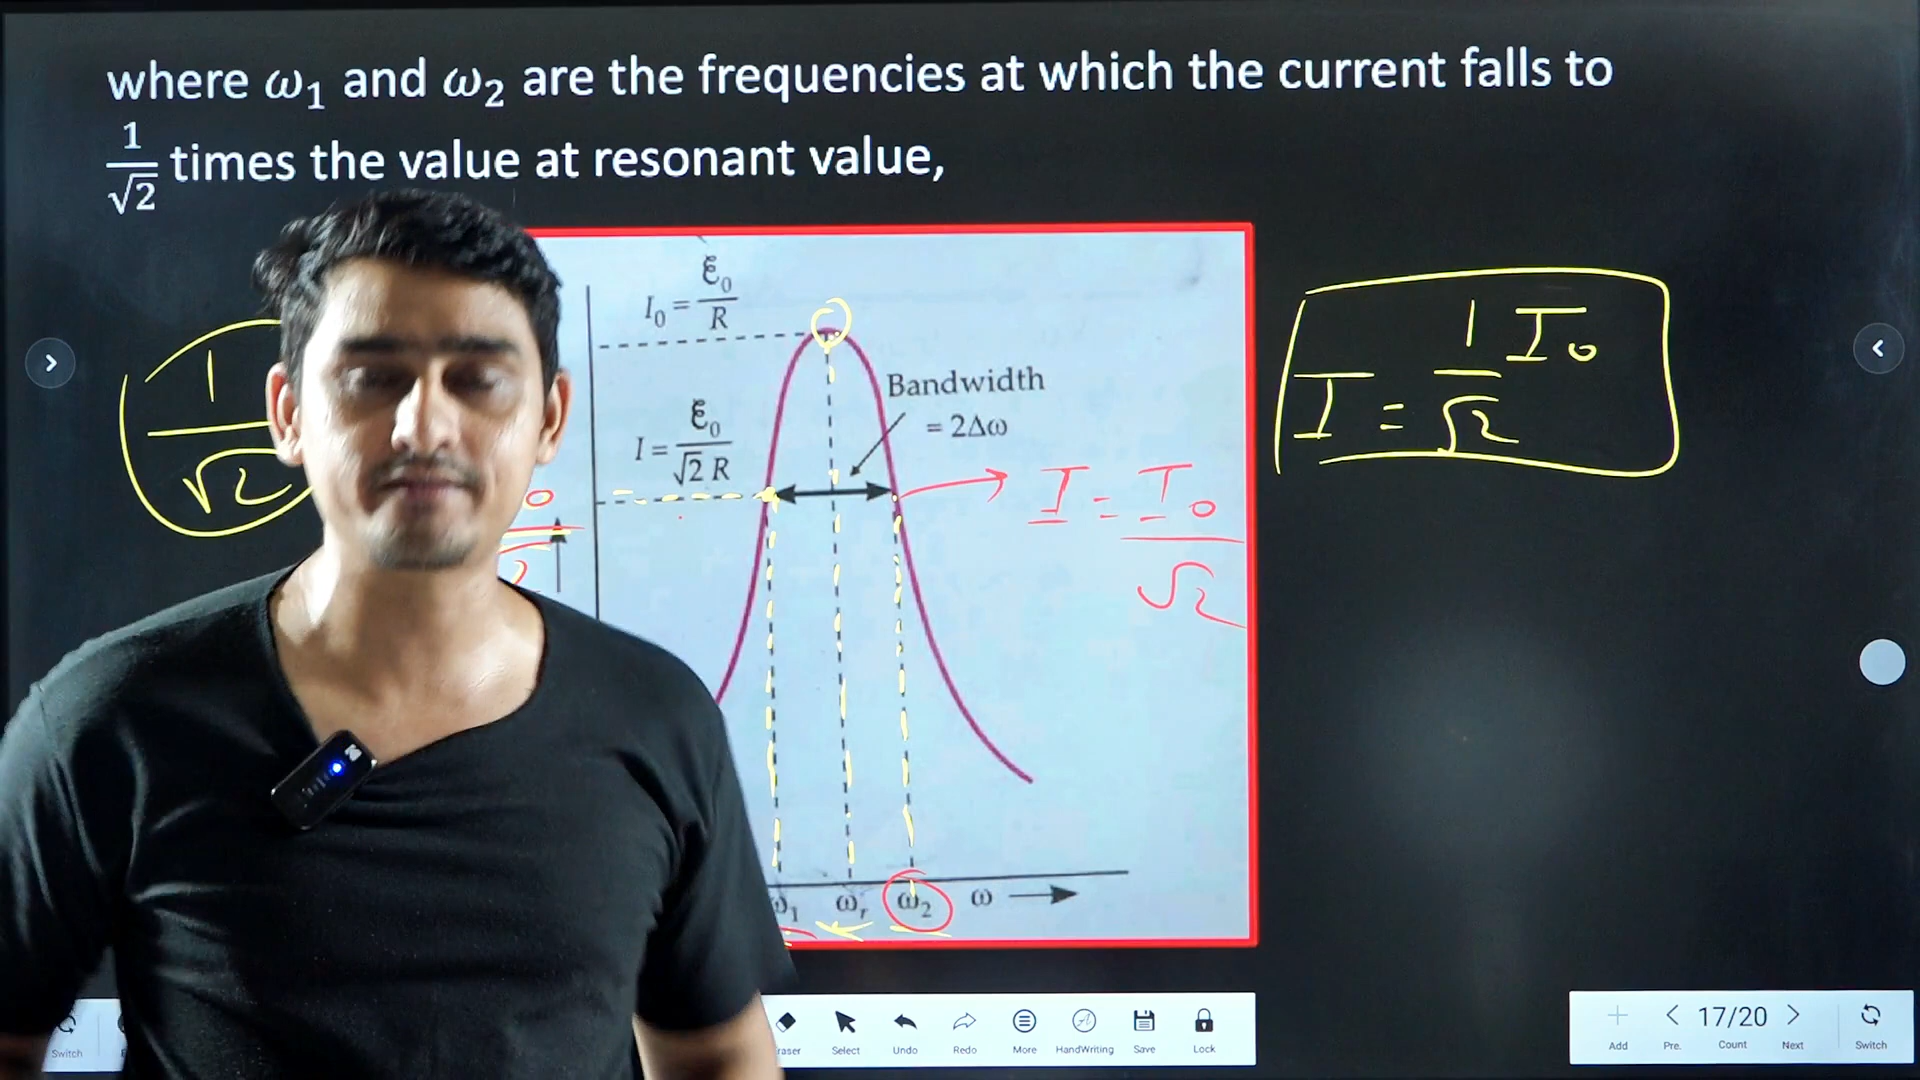 where ω₁ and ω₂ are the frequencies at which the current falls to
1/√2 times the value at resonant value,
I₀ = ℰ₀/R
Bandwidth
= 2Δω
I = ℰ₀/√2 R
1/√2
I = 1/√2 I₀
I = I₀/√2
ω₁ ωᵣ ω₂ ω
Switch
Select Undo Redo More HandWriting Save Lock
17/20
Add Pre. Count Next Switch